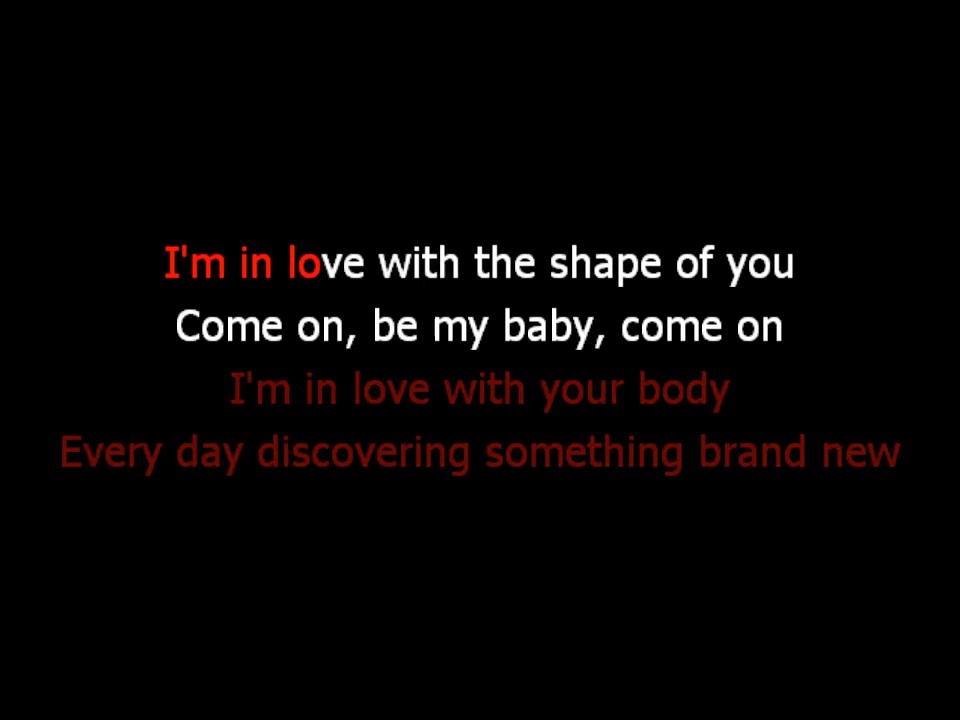 I'm in love with the shape of you
Come on, be my baby, come on
I'm in love with your body
Every day discovering something brand new